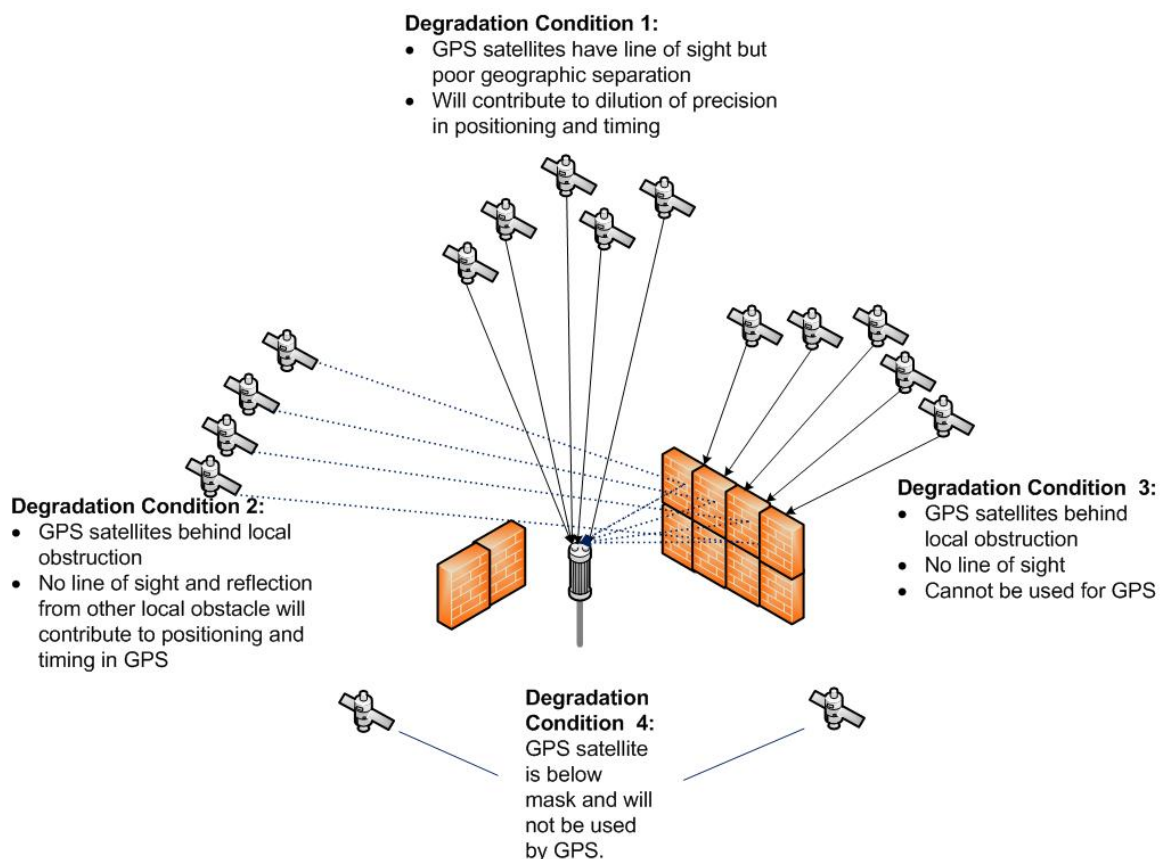 Degradation Condition 1:
• GPS satellites have line of sight but
poor geographic separation
• Will contribute to dilution of precision
in positioning and timing
Degradation Condition 2:
• GPS satellites behind local
obstruction
• No line of sight and reflection
from other local obstacle will
contribute to positioning and
timing in GPS
Degradation Condition 3:
• GPS satellites behind
local obstruction
• No line of sight
• Cannot be used for GPS
Degradation
Condition 4:
GPS satellite
is below
mask and will
not be used
by GPS.